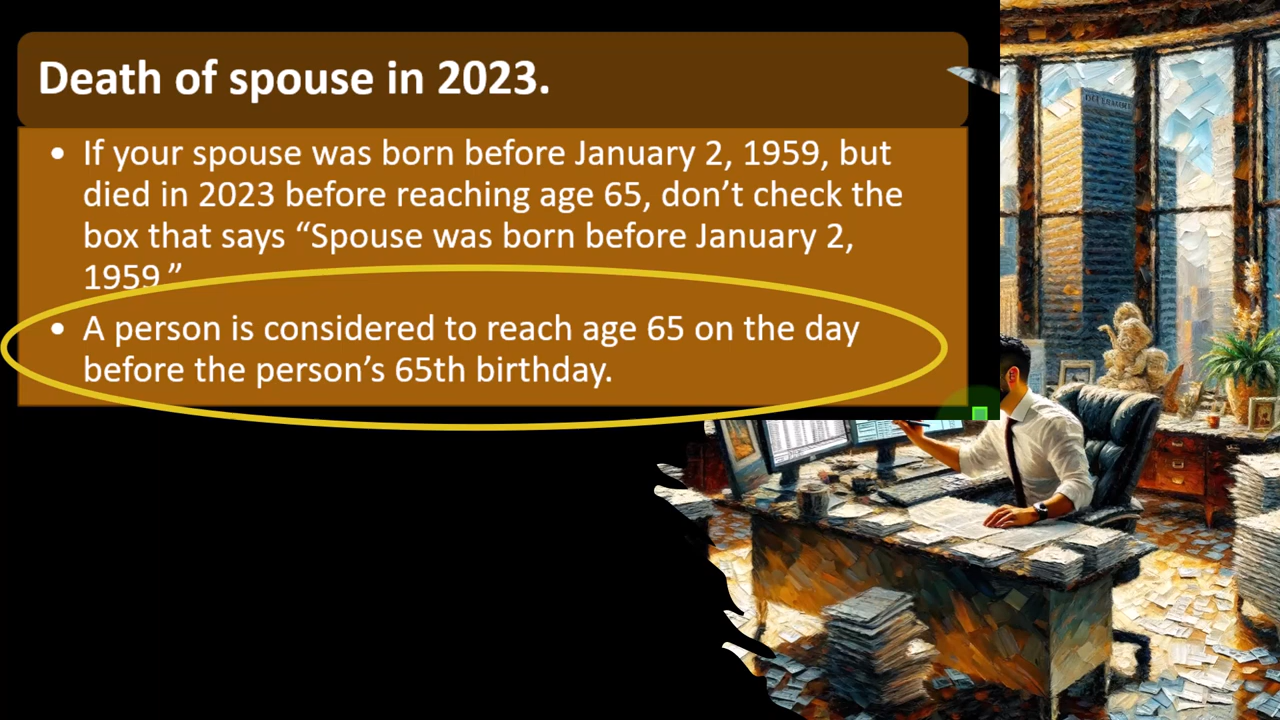 Death of spouse in 2023.
• If your spouse was born before January 2, 1959, but
died in 2023 before reaching age 65, don’t check the
box that says “Spouse was born before January 2,
1959.”
• A person is considered to reach age 65 on the day
before the person’s 65th birthday.